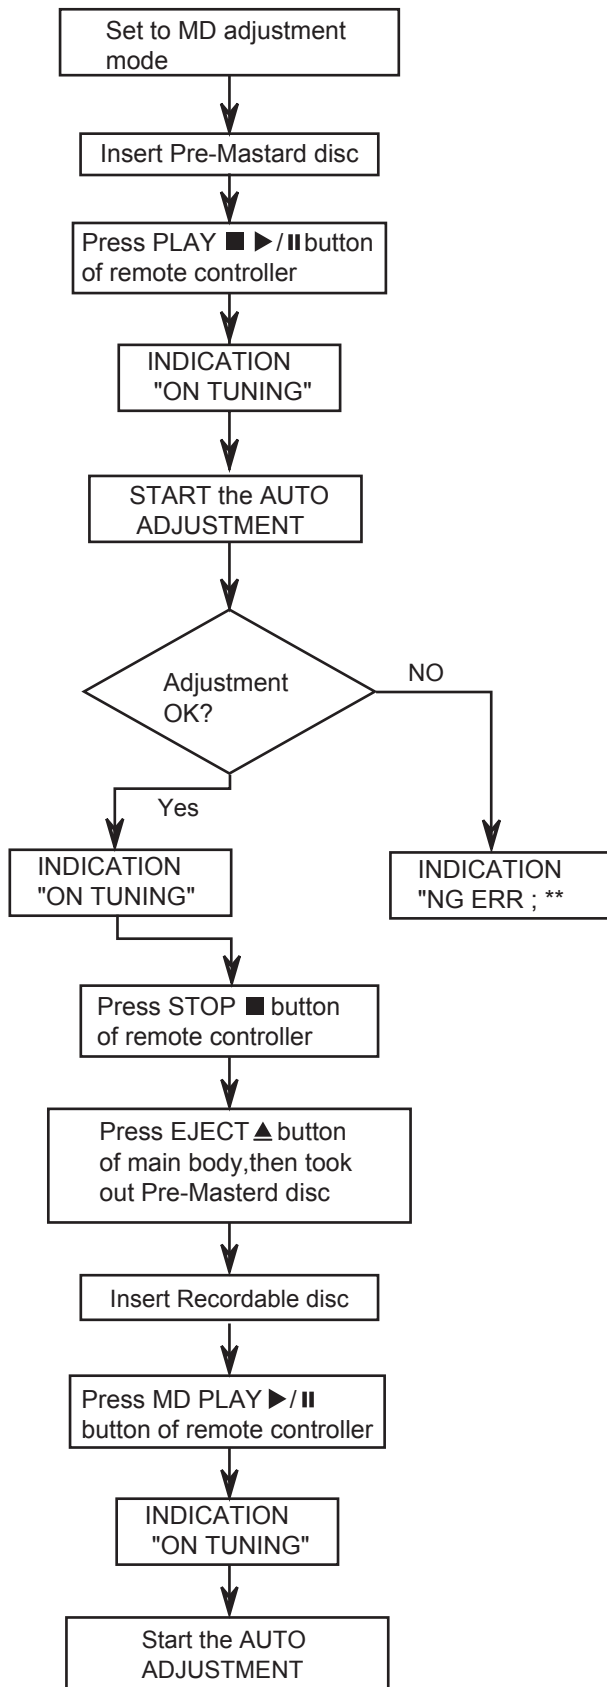 Set to MD adjustment
mode
Insert Pre-Mastard disc
Press PLAY ■ ▶/⏸ button
of remote controller
INDICATION
"ON TUNING"
START the AUTO
ADJUSTMENT
Adjustment
OK?
NO
Yes
INDICATION
"ON TUNING"
INDICATION
"NG ERR ; **
Press STOP ■ button
of remote controller
Press EJECT ⏏ button
of main body,then took
out Pre-Masterd disc
Insert Recordable disc
Press MD PLAY ▶/⏸
button of remote controller
INDICATION
"ON TUNING"
Start the AUTO
ADJUSTMENT